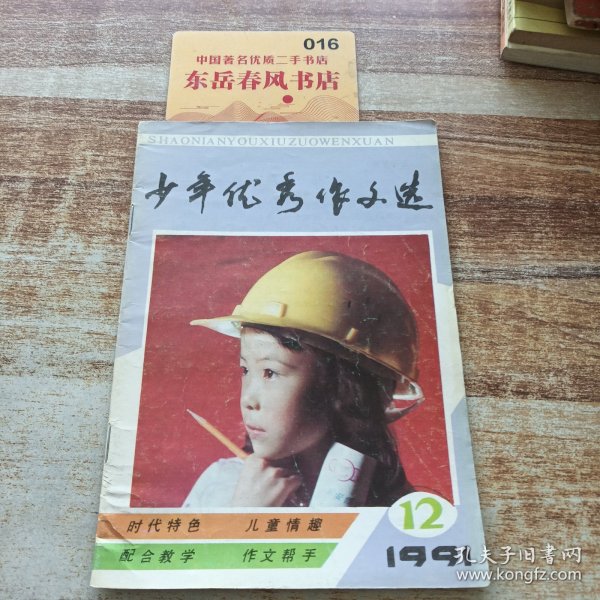 016
中国著名优质二手书店
东岳春风书店
SHAONIANYOUXIUZUOWENXUAN
少年优秀作文选
时代特色 儿童情趣
12
配合教学 作文帮手
199
孔夫子旧书网
www.kongfz.com